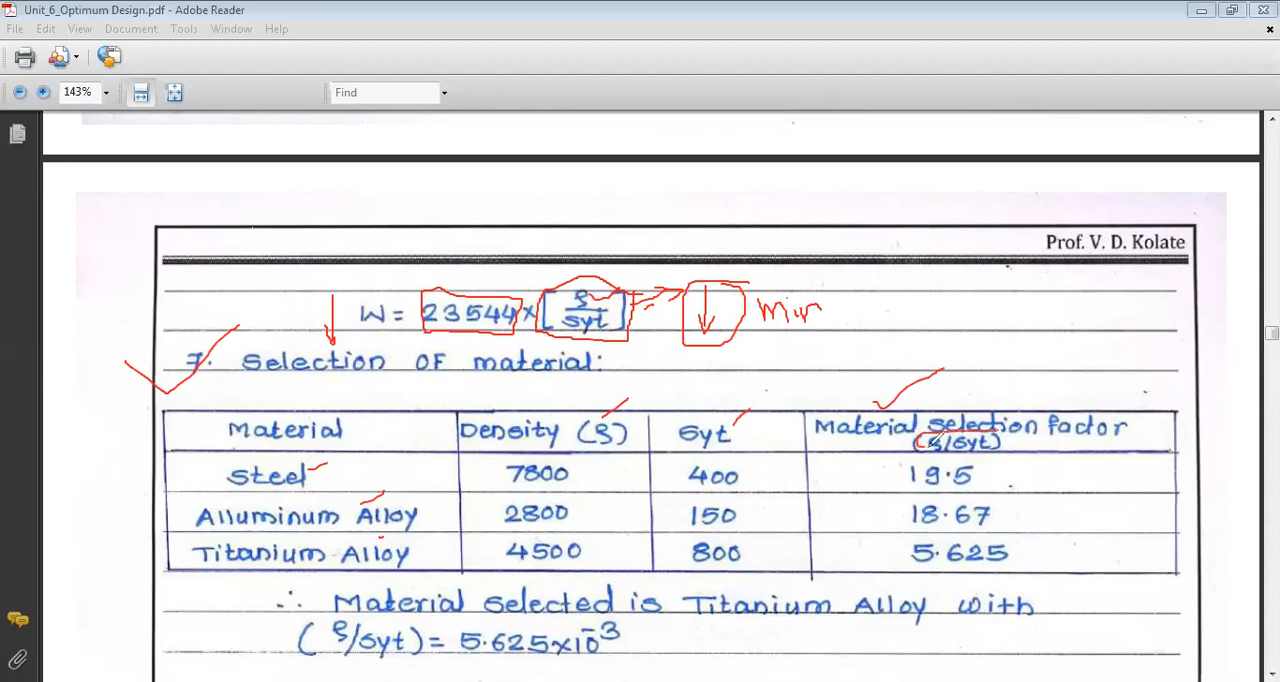 Unit_6_Optimum Design.pdf - Adobe Reader
File Edit View Document Tools Window Help
143% Find
Prof. V. D. Kolate
W = 23544 × [ρ/Syt] Min
7. Selection of material:
Material Density (ρ) Syt Material selection factor (ρ/Syt)
Steel 7800 400 19.5
Alluminum Alloy 2800 150 18.67
Titanium Alloy 4500 800 5.625
∴ Material selected is Titanium Alloy with
(ρ/Syt) = 5.625×10⁻³